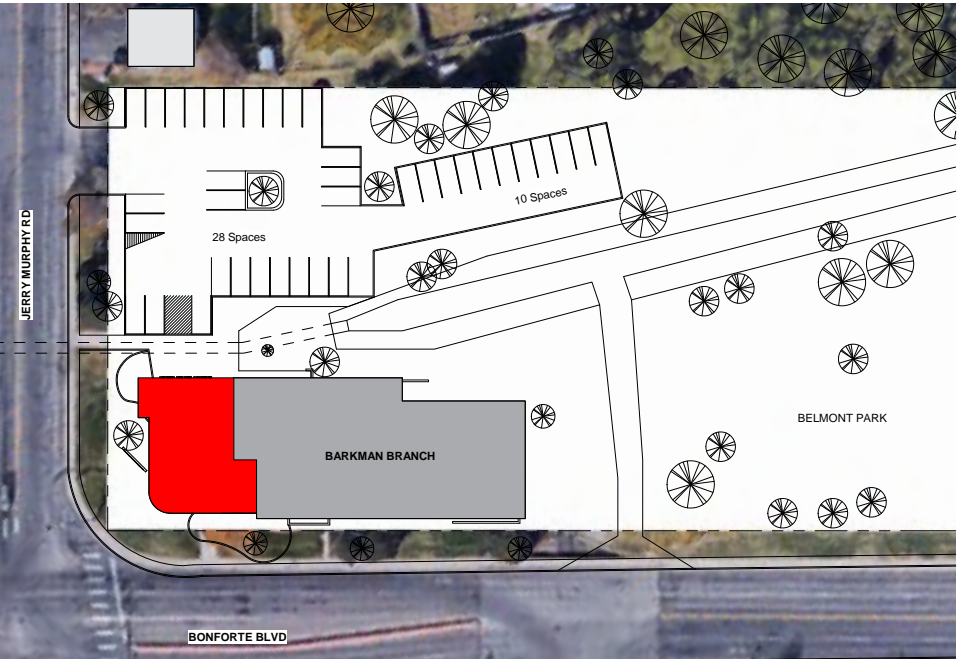 10 Spaces
28 Spaces
JERRY MURPHY RD
BELMONT PARK
BARKMAN BRANCH
BONFORTE BLVD